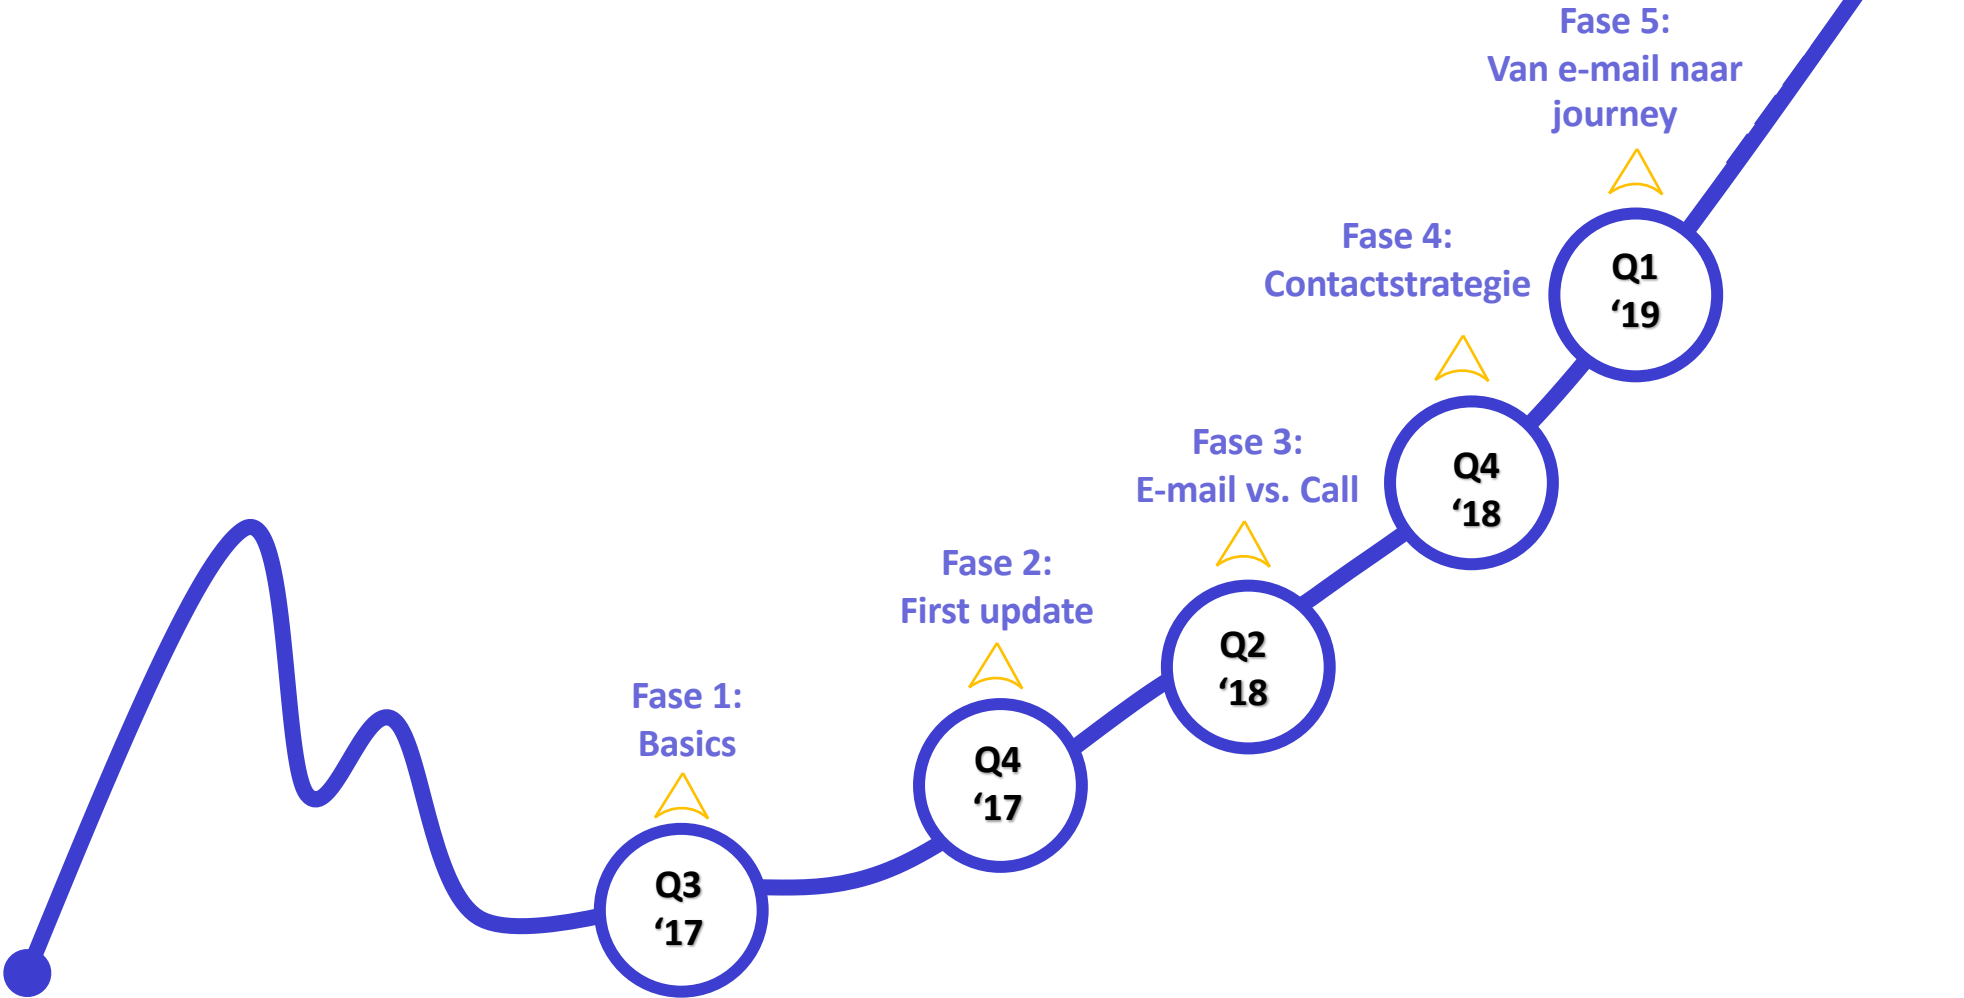 Fase 1:
Basics
Q3
‘17
Fase 2:
First update
Q4
‘17
Fase 3:
E-mail vs. Call
Q2
‘18
Fase 4:
Contactstrategie
Q4
‘18
Fase 5:
Van e-mail naar
journey
Q1
‘19